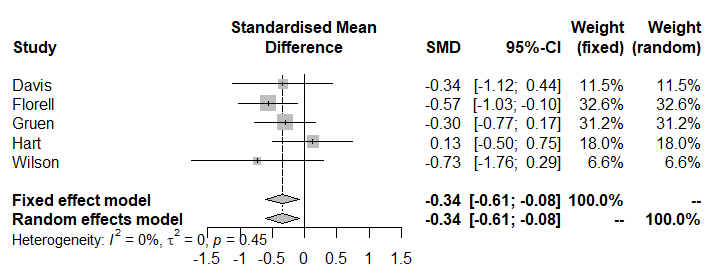 Standardised Mean Weight Weight
Study Difference SMD 95%-CI (fixed) (random)
Davis -0.34 [-1.12; 0.44] 11.5% 11.5%
Florell -0.57 [-1.03; -0.10] 32.6% 32.6%
Gruen -0.30 [-0.77; 0.17] 31.2% 31.2%
Hart 0.13 [-0.50; 0.75] 18.0% 18.0%
Wilson -0.73 [-1.76; 0.29] 6.6% 6.6%
Fixed effect model -0.34 [-0.61; -0.08] 100.0% --
Random effects model -0.34 [-0.61; -0.08] -- 100.0%
Heterogeneity: I² = 0%, τ² = 0, p = 0.45
-1.5 -1 -0.5 0 0.5 1 1.5